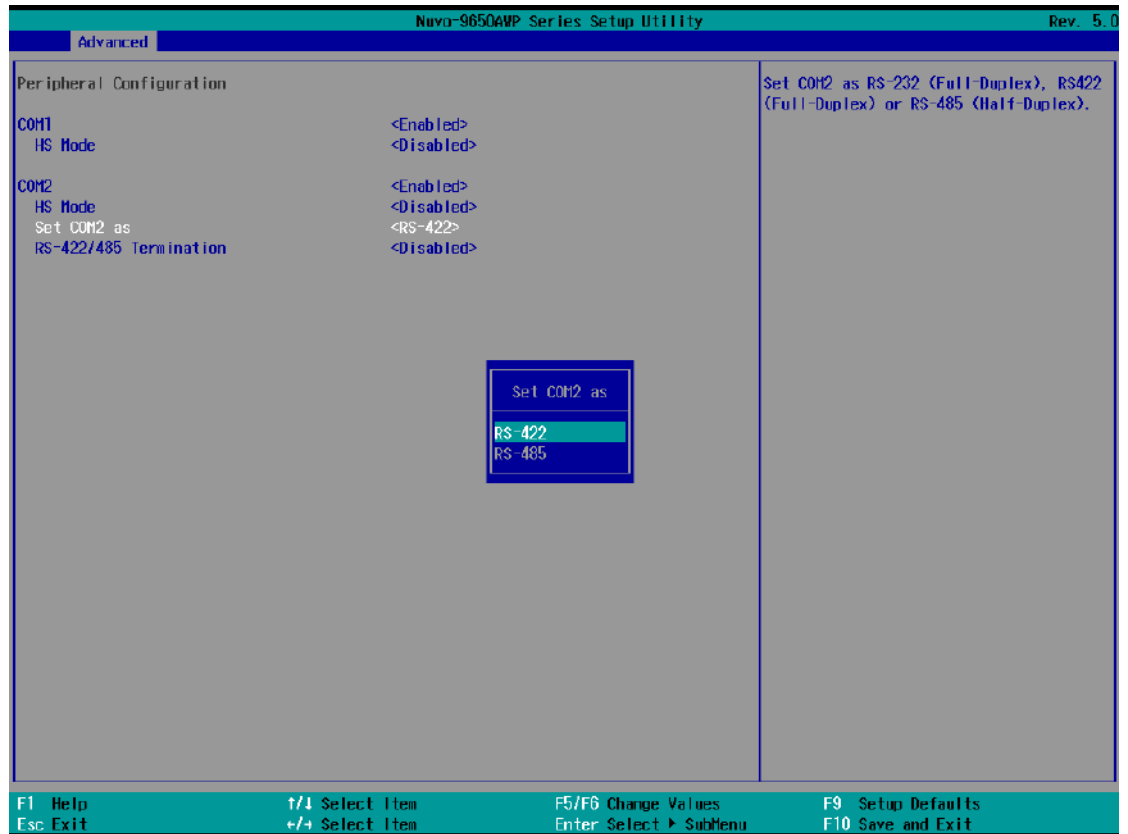 Nuvo-9650AWP Series Setup Utility Rev. 5.0
Advanced
Peripheral Configuration
COM1 <Enabled>
HS Mode <Disabled>
COM2 <Enabled>
HS Mode <Disabled>
Set COM2 as <RS-422>
RS-422/485 Termination <Disabled>
Set COM2 as RS-232 (Full-Duplex), RS422
(Full-Duplex) or RS-485 (Half-Duplex).
Set COM2 as
RS-422
RS-485
F1 Help ↑/↓ Select Item F5/F6 Change Values F9 Setup Defaults
Esc Exit ←/→ Select Item Enter Select ▶ SubMenu F10 Save and Exit